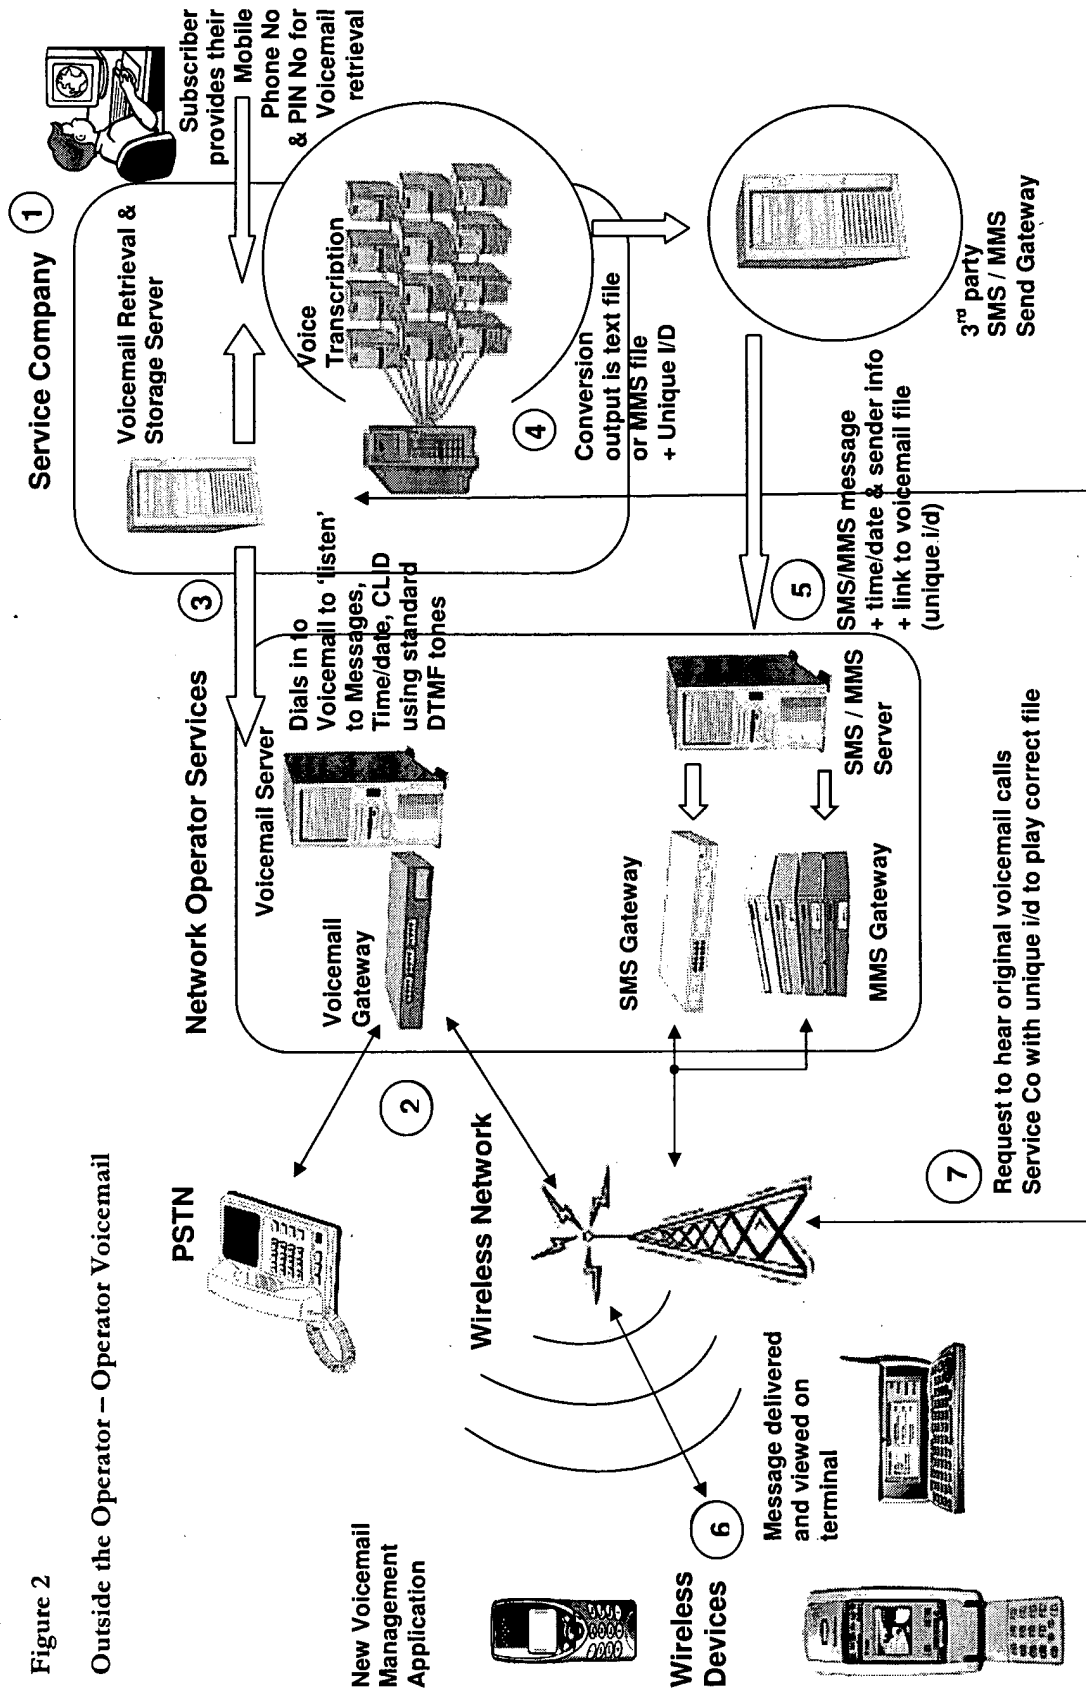 Figure 2
Outside the Operator – Operator Voicemail
New Voicemail
Management
Application
Wireless
Devices
6
Message delivered
and viewed on
terminal
PSTN
Wireless Network
2
7
Request to hear original voicemail calls
Service Co with unique i/d to play correct file
Network Operator Services
Voicemail
Gateway
Voicemail Server
SMS Gateway
MMS Gateway
SMS / MMS
Server
3
Dials in to
Voicemail to 'listen'
to Messages,
Time/date, CLID
using standard
DTMF tones
5
SMS/MMS message
+ time/date & sender info
+ link to voicemail file
(unique i/d)
Service Company
1
Voicemail Retrieval &
Storage Server
Voice
Transcription
4
Conversion
output is text file
or MMS file
+ Unique I/D
Subscriber
provides their
Mobile
Phone No
& PIN No for
Voicemail
retrieval
3rd party
SMS / MMS
Send Gateway